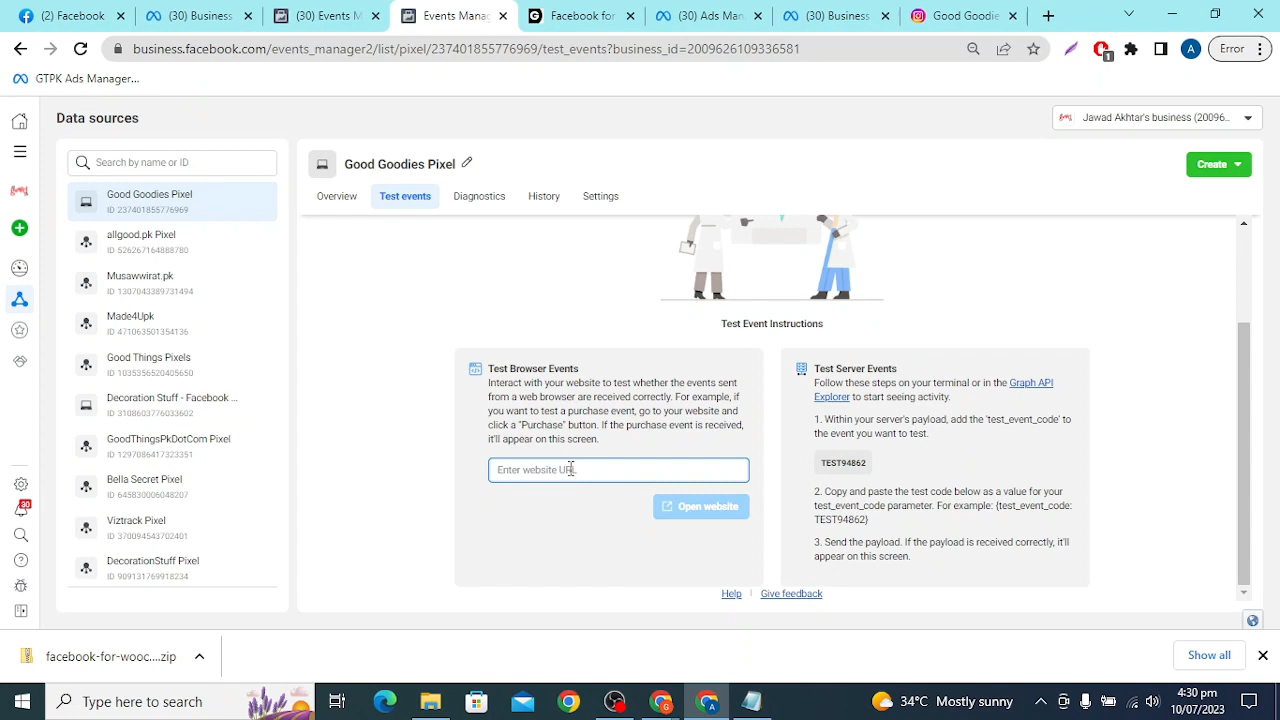 (30) Business
(30) Events M
Events Manag
Facebook for
(30) Ads Man
(30) Business
Good Goodie
business.facebook.com/events_manager2/list/pixel/237401855776969/test_events?business_id=2009626109336581
Error
GTPK Ads Manager...
Data sources
Jawad Akhtar's business (20096...
Search by name or ID
Good Goodies Pixel
Create
Good Goodies Pixel
ID 237401855776969
Overview
Test events
Diagnostics
History
Settings
allgood.pk Pixel
ID 526267164888780
Musawwirat.pk
ID 1307043389731494
Made4Upk
ID 471063501354136
Good Things Pixels
ID 1035356520405650
Decoration Stuff - Facebook ...
ID 3108603776033602
GoodThingsPkDotCom Pixel
ID 1297886417323351
Bella Secret Pixel
ID 645830006048207
Viztrack Pixel
ID 378094543702401
DecorationStuff Pixel
ID 909131769918234
Test Event Instructions
Test Browser Events
Interact with your website to test whether the events sent
from a web browser are received correctly. For example, if
you want to test a purchase event, go to your website and
click a "Purchase" button. If the purchase event is received,
it'll appear on this screen.
Enter website URL
Open website
Test Server Events
Follow these steps on your terminal or in the Graph API
Explorer to start seeing activity.
1. Within your server's payload, add the 'test_event_code' to
the event you want to test.
TEST94862
2. Copy and paste the test code below as a value for your
test_event_code parameter. For example: {test_event_code:
TEST94862}
3. Send the payload. If the payload is received correctly, it'll
appear on this screen.
Help
Give feedback
30
facebook-for-wooc....zip
Show all
Type here to search
34°C Mostly sunny
4:30 pm
10/07/2023